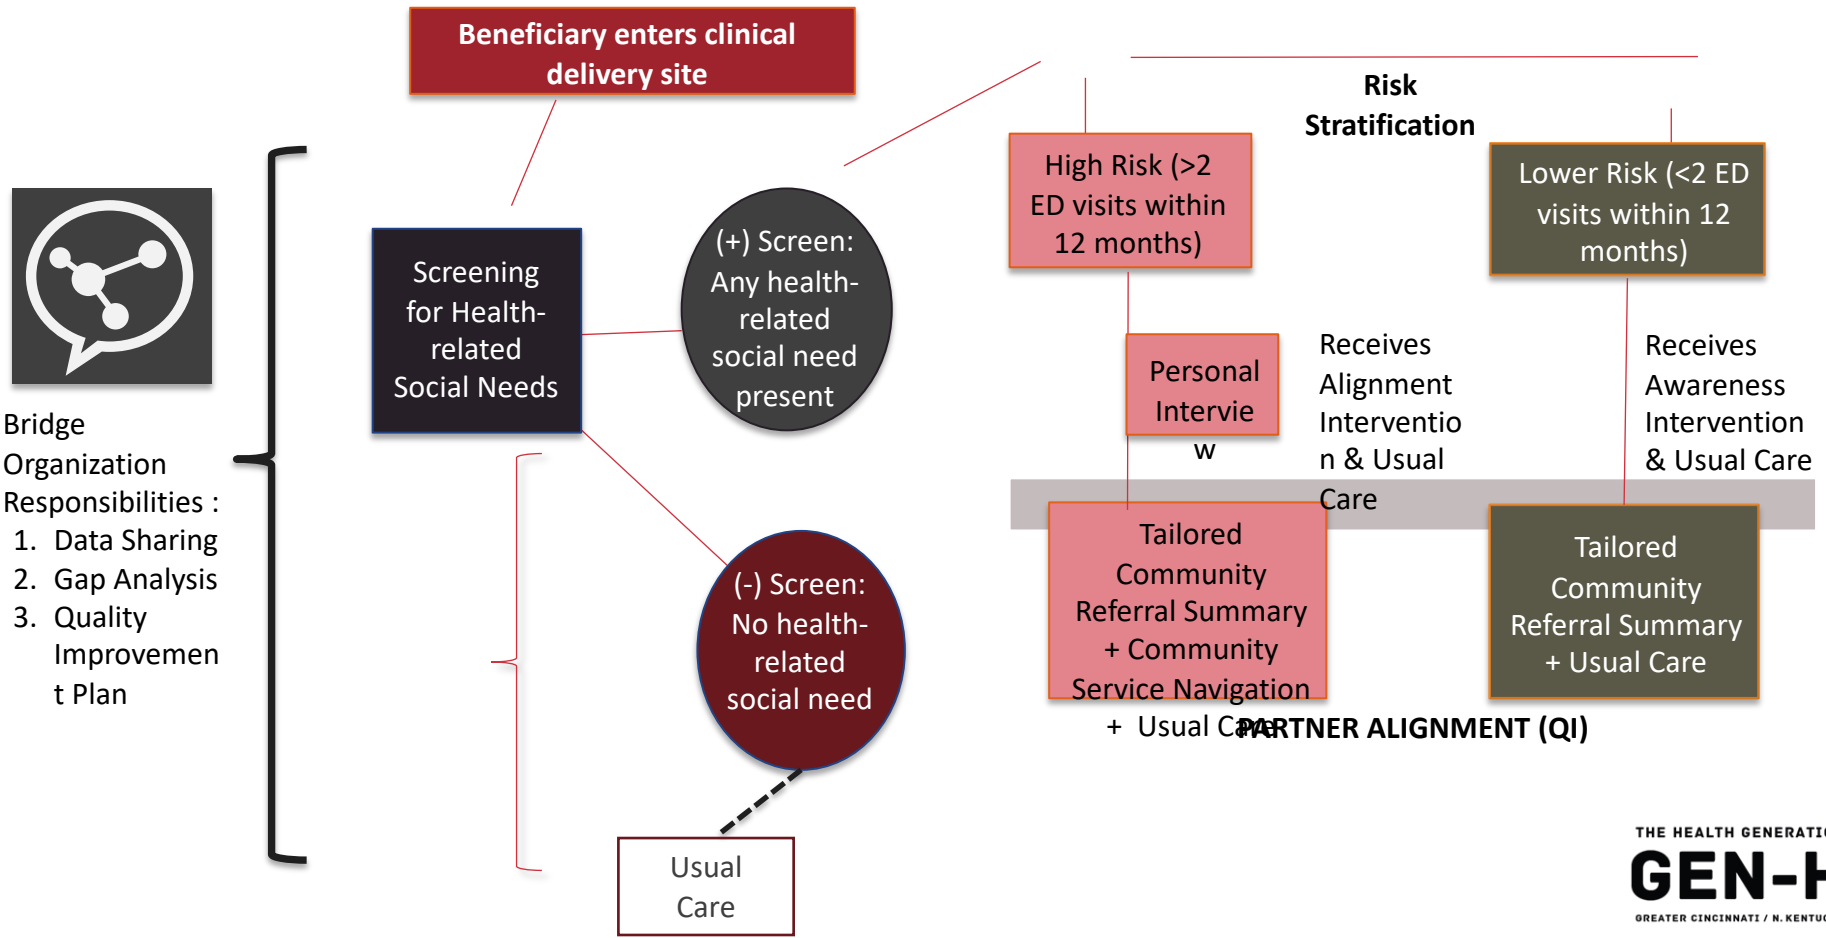 Beneficiary enters clinical
delivery site
Bridge
Organization
Responsibilities :
1. Data Sharing
2. Gap Analysis
3. Quality
Improvemen
t Plan
Screening
for Health-
related
Social Needs
(+) Screen:
Any health-
related
social need
present
(-) Screen:
No health-
related
social need
Usual
Care
Risk
Stratification
High Risk (>2
ED visits within
12 months)
Lower Risk (<2 ED
visits within 12
months)
Personal
Intervie
w
Receives
Alignment
Interventio
n & Usual
Care
Receives
Awareness
Intervention
& Usual Care
Tailored
Community
Referral Summary
+ Community
Service Navigation
+ Usual Care
Tailored
Community
Referral Summary
+ Usual Care
PARTNER ALIGNMENT (QI)
THE HEALTH GENERATIO
GEN-H
GREATER CINCINNATI / N. KENTUC